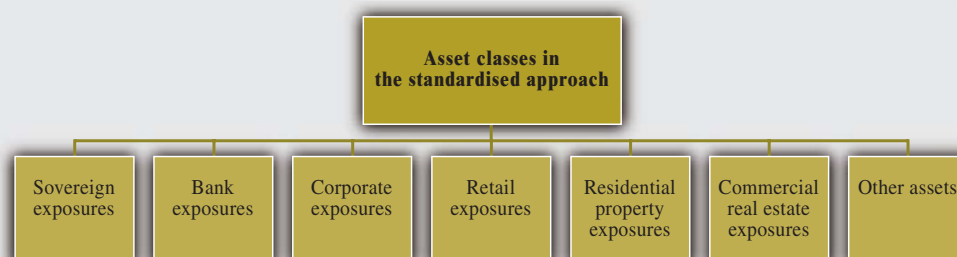 Asset classes in
the standardised approach
Sovereign
exposures
Bank
exposures
Corporate
exposures
Retail
exposures
Residential
property
exposures
Commercial
real estate
exposures
Other assets